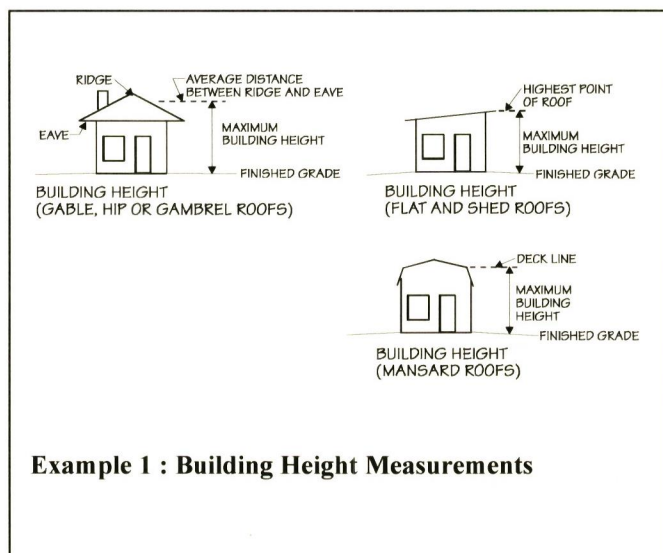 RIDGE
AVERAGE DISTANCE
BETWEEN RIDGE AND EAVE
EAVE
MAXIMUM
BUILDING HEIGHT
FINISHED GRADE
BUILDING HEIGHT
(GABLE, HIP OR GAMBREL ROOFS)
HIGHEST POINT
OF ROOF
MAXIMUM
BUILDING HEIGHT
FINISHED GRADE
BUILDING HEIGHT
(FLAT AND SHED ROOFS)
DECK LINE
MAXIMUM
BUILDING
HEIGHT
FINISHED GRADE
BUILDING HEIGHT
(MANSARD ROOFS)
Example 1 : Building Height Measurements